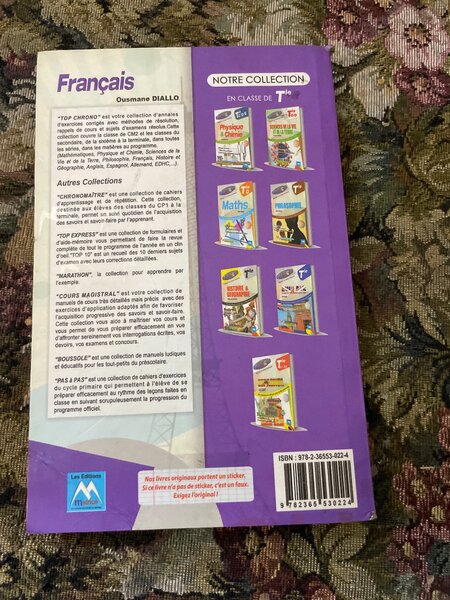 Français
Ousmane DIALLO
"TOP CHRONO" est votre collection d'annales
d'exercices corrigés avec méthodes de résolution,
rappels de cours et sujets d'examens résolus.Cette
collection couvre la classe de CM2 et les classes du
secondaire, de la sixième à la terminale, dans toutes
les séries, dans les matières au programme.
(Mathématiques, Physique et Chimie, Sciences de la
Vie et de la Terre, Philosophie, Français, Histoire et
Géographie, Anglais, Espagnol, Allemand, EDHC,...)
Autres Collections
"CHRONOMAÎTRE" est une collection de cahiers
d'apprentissage et de répétition. Cette collection,
destinée aux élèves des classes du CP1 à la
terminale, permet un suivi quotidien de l'acquisition
des savoirs et savoir-faire par l'apprenant.
"TOP EXPRESS" est une collection de formulaires et
d'aide-mémoire vous permettant de faire la revue
complète de tout le programme de l'année en un clin
d'oeil."TOP 10" est un recueil des 10 derniers sujets
d'examen avec leurs corrections détaillées.
"MARATHON", la collection pour apprendre par
l'exemple.
"COURS MAGISTRAL" est votre collection de
manuels de cours très détaillés mais précis avec des
exercices d'application adaptés afin de favoriser
l'acquisition progressive des savoirs et savoir-faire.
Cette collection vous aide à maîtriser vos cours et
vous permet de vous préparer efficacement en vue
d'affronter sereinement vos interrogations écrites, vos
devoirs, vos examens et concours.
"BOUSSOLE" est une collection de manuels ludiques
et éducatifs pour les tout-petits du préscolaire.
"PAS À PAS" est une collection de cahiers d'exercices
du cycle primaire qui permettent à l'élève de se
préparer efficacement au rythme des leçons faites en
classe en suivant scrupuleusement la progression du
programme officiel.
Les Editions
Nos livres originaux portent un sticker.
Si ce livre n'a pas de sticker, c'est un faux.
Exigez l'original !
NOTRE COLLECTION
EN CLASSE DE Tle
Physique
& Chimie
SCIENCES DE LA VIE
ET DE LA TERRE
Maths
PHILOSOPHIE
HISTOIRE &
GEOGRAPHIE
ISBN : 978-2-36553-022-4
9 782365 530224